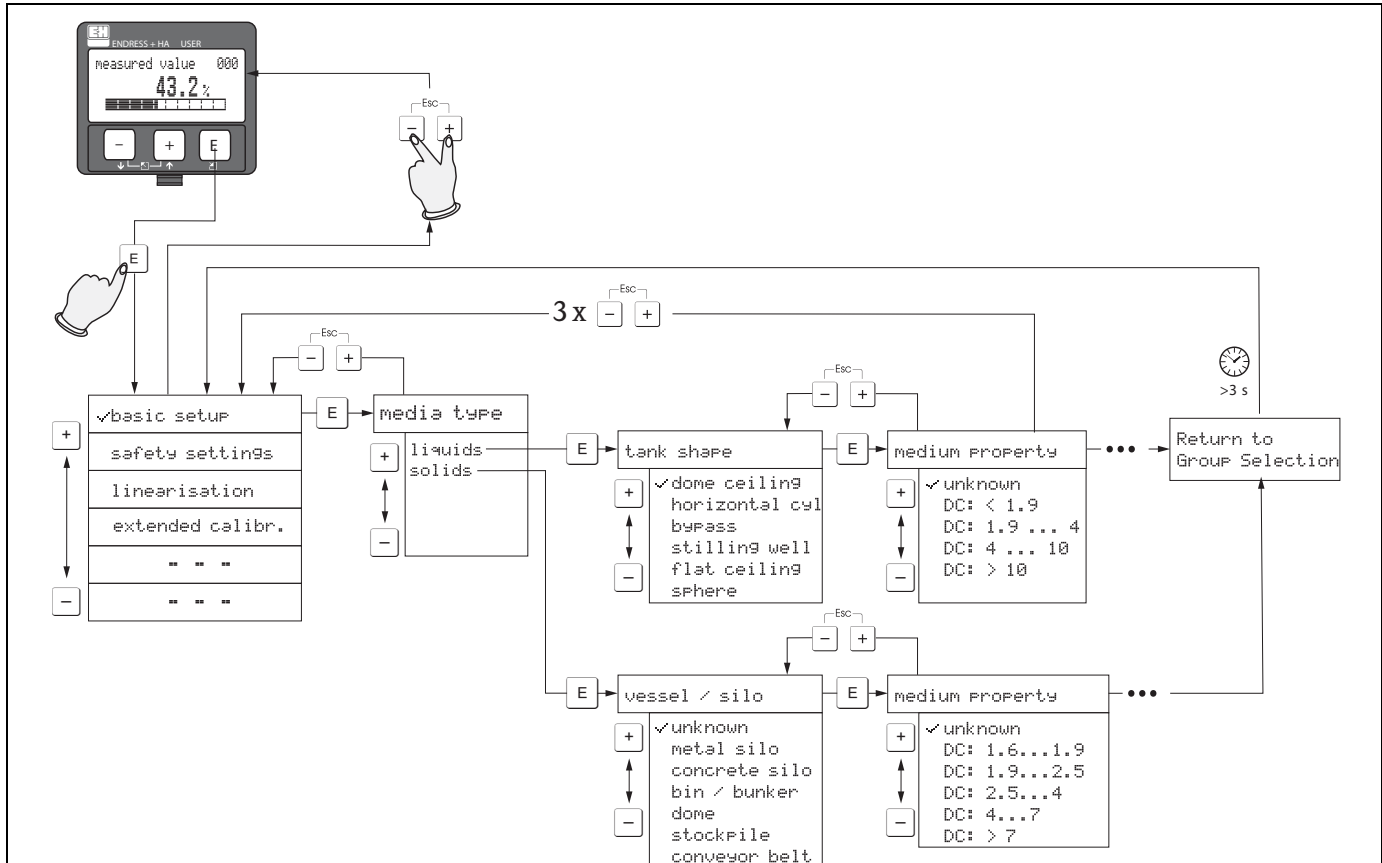 EH
ENDRESS + HA USER
measured value 000
43.2%
- + E
Esc
- +
E
3 x - +
Esc
Esc
- +
>3 s
✓basic setup
safety settings
linearisation
extended calibr.
-- -- --
-- -- --
+
-
E
media type
liquids
solids
+
-
E
Esc
- +
tank shape
✓dome ceiling
horizontal cyl
bypass
stilling well
flat ceiling
sphere
+
-
E
medium property
✓unknown
DC: < 1.9
DC: 1.9 ... 4
DC: 4 ... 10
DC: > 10
+
-
•••
Return to
Group Selection
E
Esc
- +
vessel / silo
✓unknown
metal silo
concrete silo
bin / bunker
dome
stockpile
conveyor belt
+
-
E
medium property
✓unknown
DC: 1.6...1.9
DC: 1.9...2.5
DC: 2.5...4
DC: 4...7
DC: > 7
+
-
•••